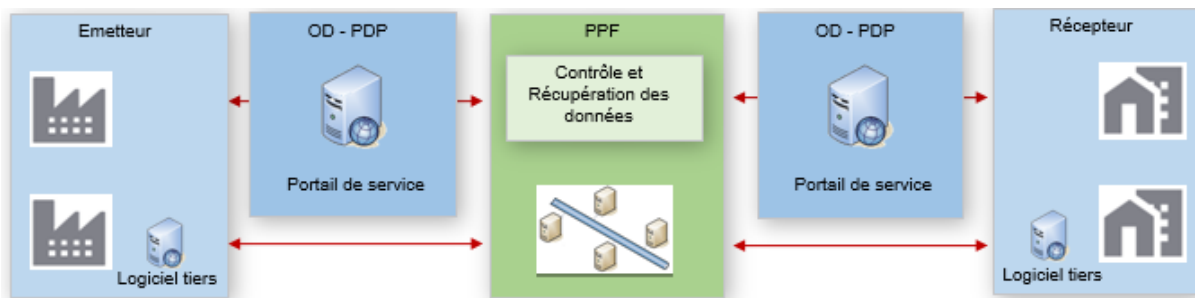 Emetteur
OD - PDP
PPF
OD - PDP
Récepteur
Contrôle et
Récupération des
données
Portail de service
Portail de service
Logiciel tiers
Logiciel tiers